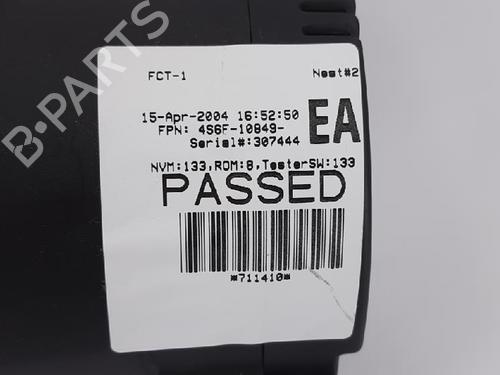 B-PARTS
FCT-1 Nest#2
15-Apr-2004 16:52:50
FPN: 4S6F-10849- EA
Serial#:307444
NVM:133,ROM:8,TesterSW:133
PASSED
*711410*